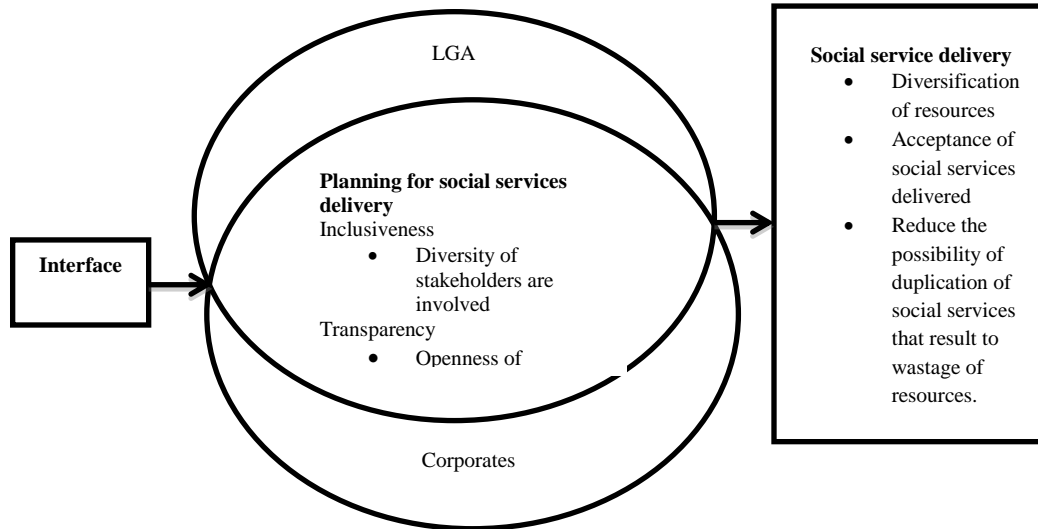 LGA
Interface
Planning for social services
delivery
Inclusiveness
• Diversity of
stakeholders are
involved
Transparency
• Openness of
Corporates
Social service delivery
• Diversification
of resources
• Acceptance of
social services
delivered
• Reduce the
possibility of
duplication of
social services
that result to
wastage of
resources.